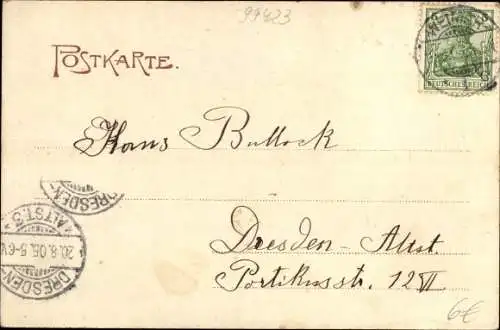 99423
POSTKARTE.
DEUTSCHES REICH
Hans Bullock
DRESDEN-
ALTST. 5
20.8.05. 5-6 V.
DRESDEN-
Dresden-Altst.
Portikusstr. 12 II
6€